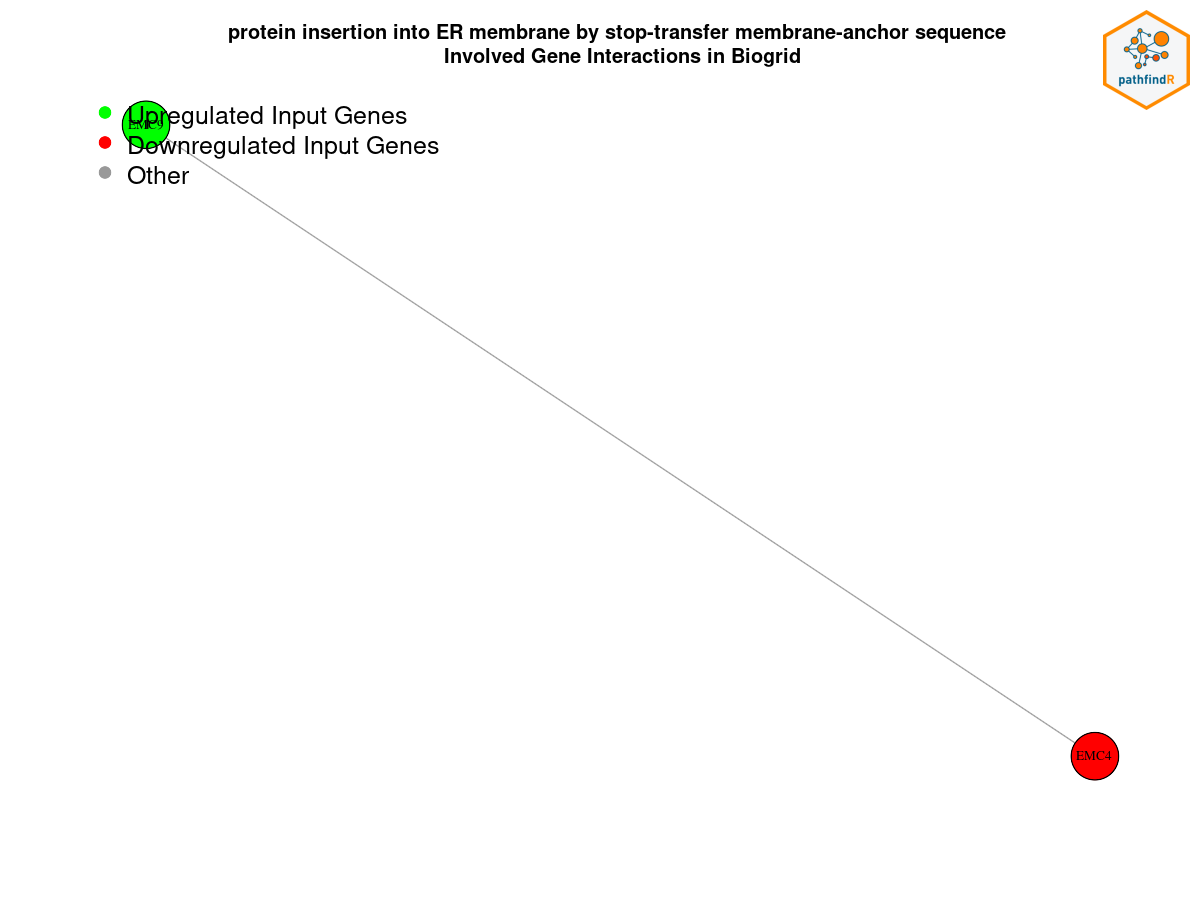 protein insertion into ER membrane by stop-transfer membrane-anchor sequence
Involved Gene Interactions in Biogrid
pathfindR
Upregulated Input Genes
EMC9
Downregulated Input Genes
Other
EMC4